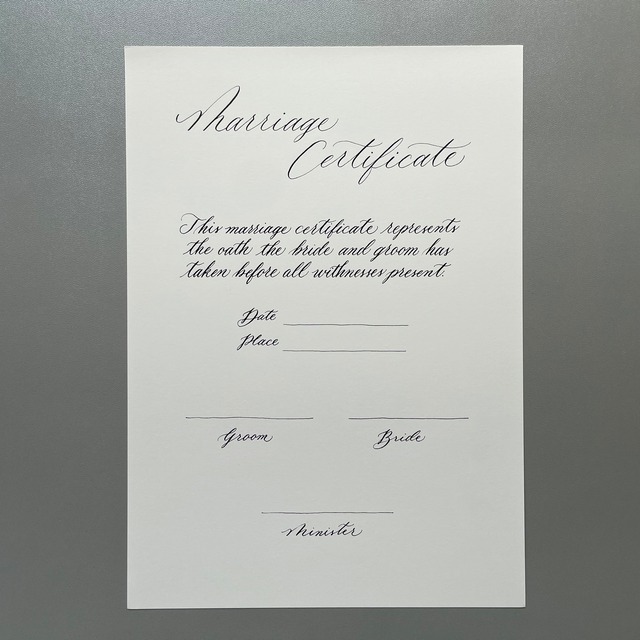 Marriage
Certificate
This marriage certificate represents
the oath the bride and groom has
taken before all withnesses present.
Date
Place
Groom Bride
Minister